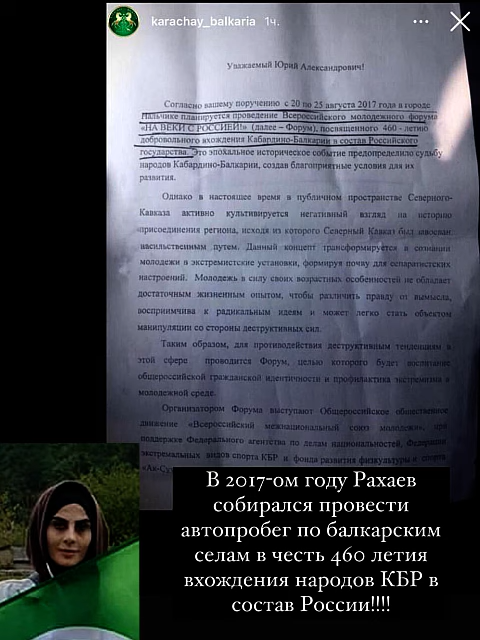 karachay_balkaria 1ч.
Уважаемый Юрий Александрович!
Согласно вашему поручению с 20 по 25 августа 2017 года в городе
Нальчике планируется проведение Всероссийского молодежного форума
«НА ВЕКИ С РОССИЕЙ!» (далее – Форум), посвященного 460 -летию
добровольного вхождения Кабардино-Балкарии в состав Российского
государства. Это эпохальное историческое событие предопределило судьбу
народов Кабардино-Балкарии, создав благоприятные условия для их
развития.
Однако в настоящее время в публичном пространстве Северного-
Кавказа активно культивируется негативный взгляд на историю
присоединения региона, исходя из которого Северный Кавказ был завоеван
насильственным путем. Данный концепт трансформируется в сознании
молодежи в экстремистские установки, формируя почву для сепаратистских
настроений. Молодежь в силу своих возрастных особенностей не обладает
достаточным жизненным опытом, чтобы различить правду от вымысла,
восприимчива к радикальным идеям и может легко стать объектом
манипуляции со стороны деструктивных сил.
Таким образом, для противодействия деструктивным тенденциям в
этой сфере проводится Форум, целью которого будет воспитание
общероссийской гражданской идентичности и профилактика экстремизма в
молодежной среде.
Организатором Форума выступают Общероссийское общественное
движение «Всероссийский межнациональный союз молодежи», при
поддержке Федерального агентства по делам национальностей, Федерации
экстремальных видов спорта КБР и фонда развития физкультуры и спорта
В 2017-ом году Рахаев
собирался провести
автопробег по балкарским
селам в честь 460 летия
вхождения народов КБР в
состав России!!!!